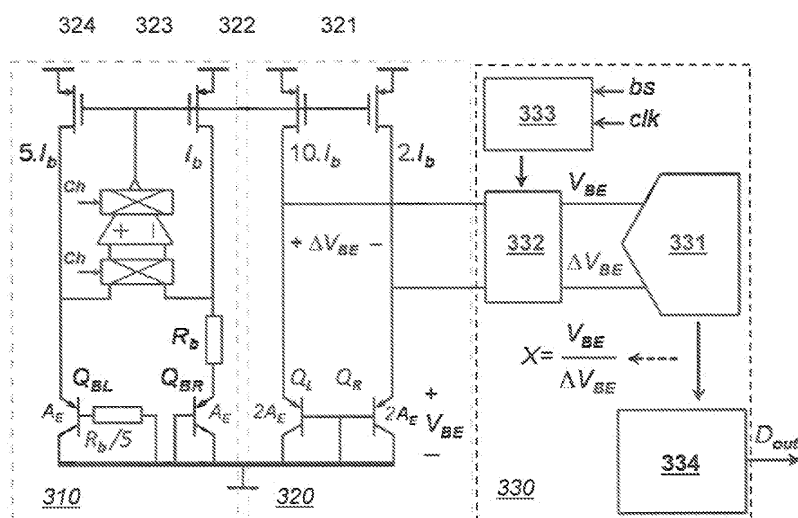 324 323 322 321
333
bs
clk
5.I_b I_b 10.I_b 2.I_b
Ch
+ −
Ch
+ ΔV_BE −
332
V_BE
ΔV_BE
331
R_b
X= V_BE / ΔV_BE
Q_BL Q_BR Q_L Q_R
+
V_BE
−
A_E R_b/5 A_E 2A_E 2A_E
334
D_out
310 320 330